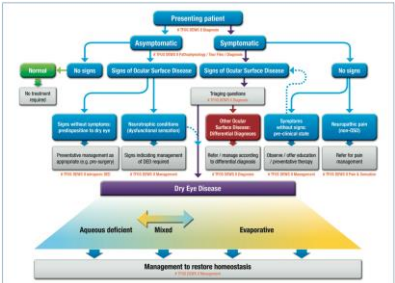 Presenting patient
Asymptomatic
Symptomatic
Normal
No signs
Signs of Ocular Surface Disease
Signs of Ocular Surface Disease
No signs
No treatment
required
Triaging questions
Signs without symptoms:
predisposition to dry eye
Neurotrophic conditions
(dysfunctional sensation)
Other Ocular
Surface Disease:
Differential Diagnoses
Symptoms
without signs:
pre-clinical state
Neuropathic pain
(non-OSD)
Preventative management as
appropriate (e.g. pre-surgery)
Signs indicating management
of DED required
Refer / manage according
to differential diagnosis
Observe / offer education
/ preventative therapy
Refer for pain
management
Dry Eye Disease
Aqueous deficient
Mixed
Evaporative
Management to restore homeostasis